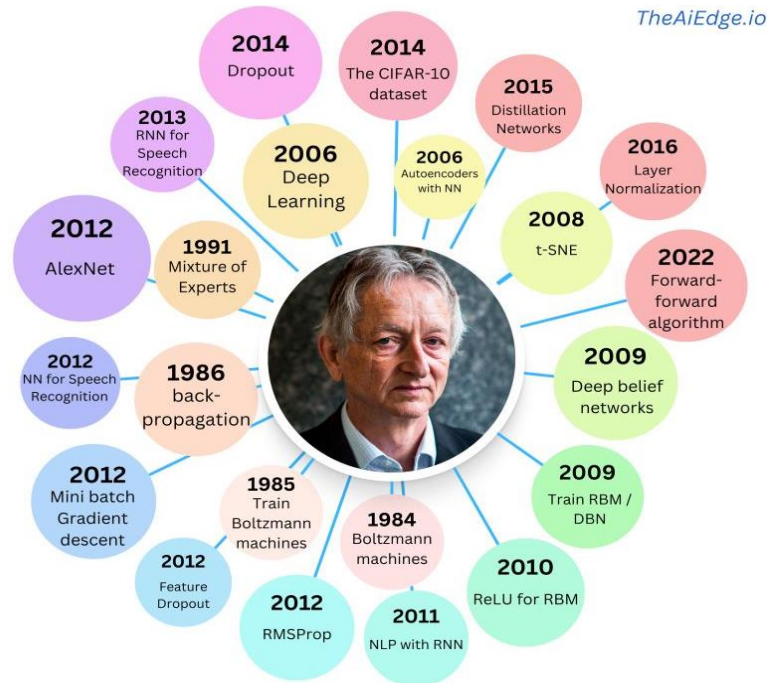 TheAiEdge.io
2014
Dropout
2014
The CIFAR-10
dataset
2015
Distillation
Networks
2013
RNN for
Speech
Recognition
2006
Deep
Learning
2006
Autoencoders
with NN
2016
Layer
Normalization
2012
AlexNet
1991
Mixture of
Experts
2008
t-SNE
2022
Forward-
forward
algorithm
2012
NN for Speech
Recognition
1986
back-
propagation
2009
Deep belief
networks
2012
Mini batch
Gradient
descent
1985
Train
Boltzmann
machines
1984
Boltzmann
machines
2009
Train RBM /
DBN
2012
Feature
Dropout
2012
RMSProp
2011
NLP with RNN
2010
ReLU for RBM